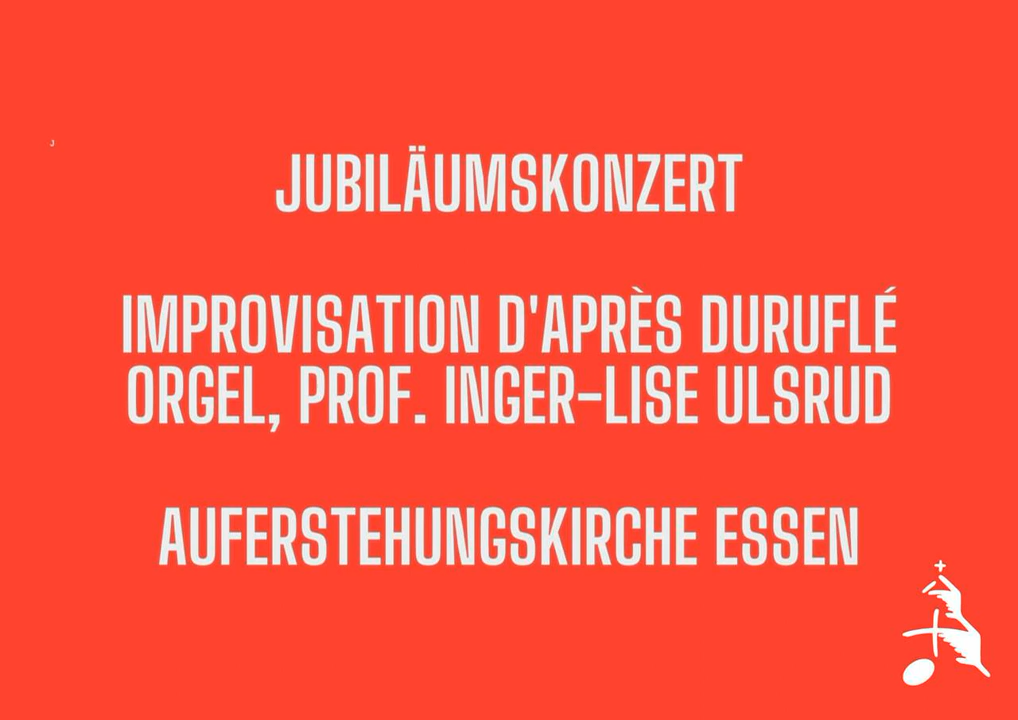 J
JUBILÄUMSKONZERT
IMPROVISATION D'APRÈS DURUFLÉ
ORGEL, PROF. INGER-LISE ULSRUD
AUFERSTEHUNGSKIRCHE ESSEN